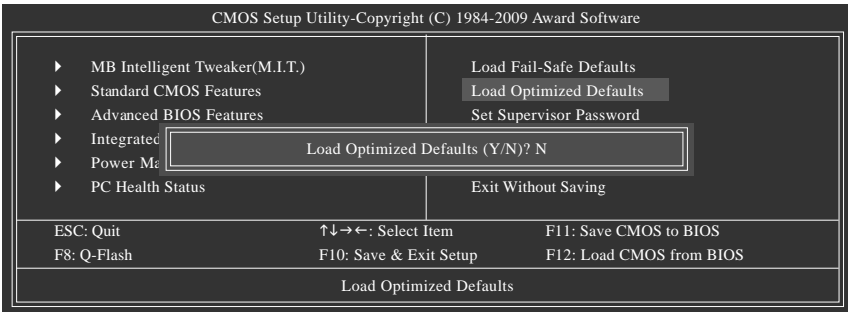 CMOS Setup Utility-Copyright (C) 1984-2009 Award Software
MB Intelligent Tweaker(M.I.T.)
Standard CMOS Features
Advanced BIOS Features
Integrated
Power Ma
PC Health Status
Load Fail-Safe Defaults
Load Optimized Defaults
Set Supervisor Password
Exit Without Saving
Load Optimized Defaults (Y/N)? N
ESC: Quit ↑↓→←: Select Item F11: Save CMOS to BIOS
F8: Q-Flash F10: Save & Exit Setup F12: Load CMOS from BIOS
Load Optimized Defaults